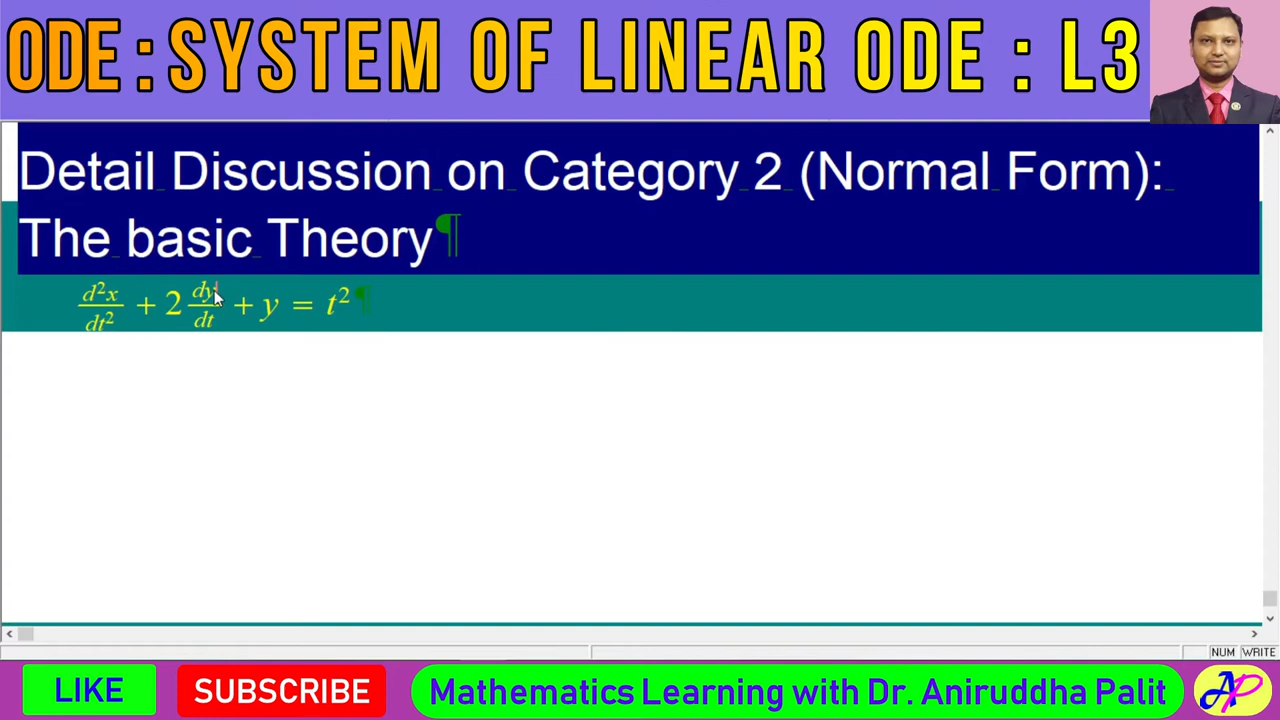 ODE : SYSTEM OF LINEAR ODE : L3
Detail Discussion on Category 2 (Normal Form):
The basic Theory¶
d²x/dt² + 2 dy/dt + y = t²¶
NUM WRITE
LIKE SUBSCRIBE Mathematics Learning with Dr. Aniruddha Palit AP